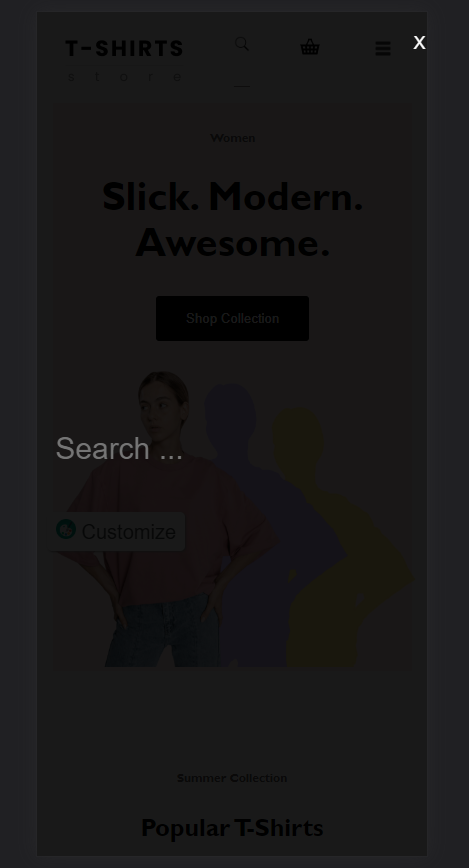 T-SHIRTS
store
X
Women
Slick. Modern.
Awesome.
Shop Collection
Search ...
Customize
Summer Collection
Popular T-Shirts